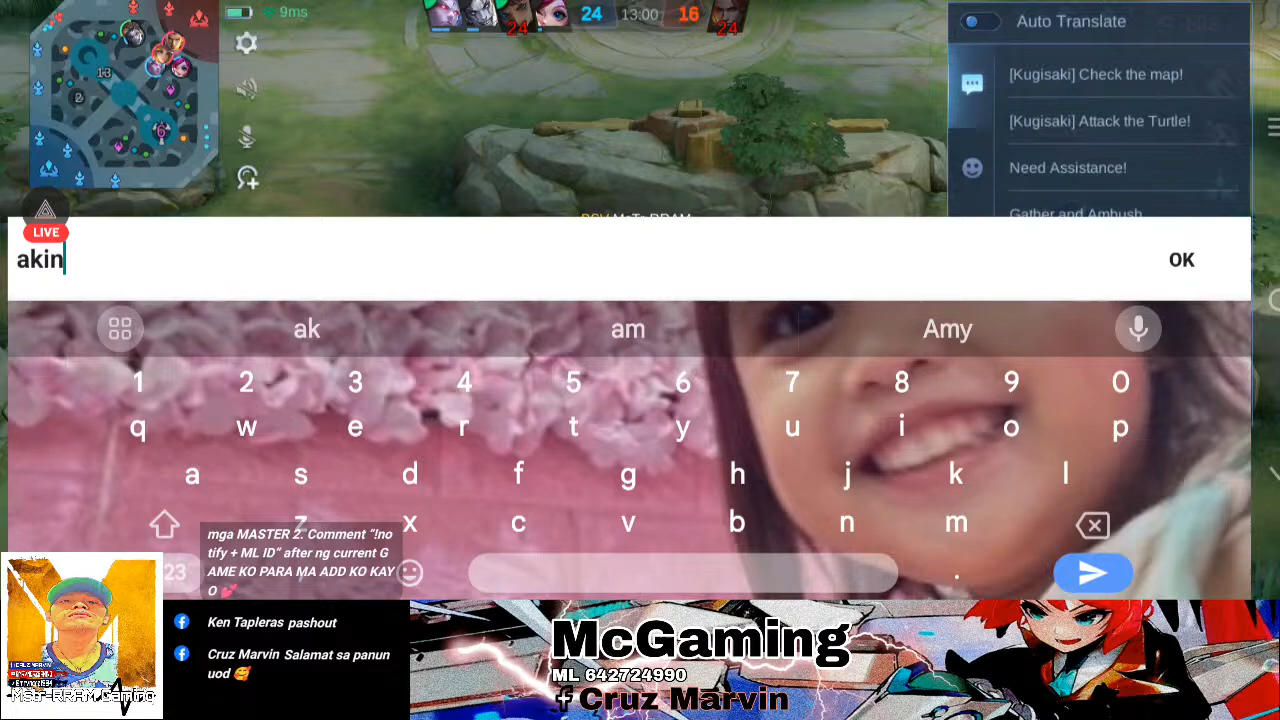 9ms
24
24
13:00
16
24
Auto Translate
[Kugisaki] Check the map!
[Kugisaki] Attack the Turtle!
Need Assistance!
Gather and Ambush
LIVE
akin
OK
ak
am
Amy
1 2 3 4 5 6 7 8 9 0
q w e r t y u i o p
a s d f g h j k l
z x c v b n m
23
.
mga MASTER 2. Comment “!no
tify + ML ID” after ng current G
AME KO PARA MA ADD KO KAY
O 💕
Ken Tapleras pashout
Cruz Marvin Salamat sa panun
uod 🥰
McGaming
ML 642724990
Cruz Marvin